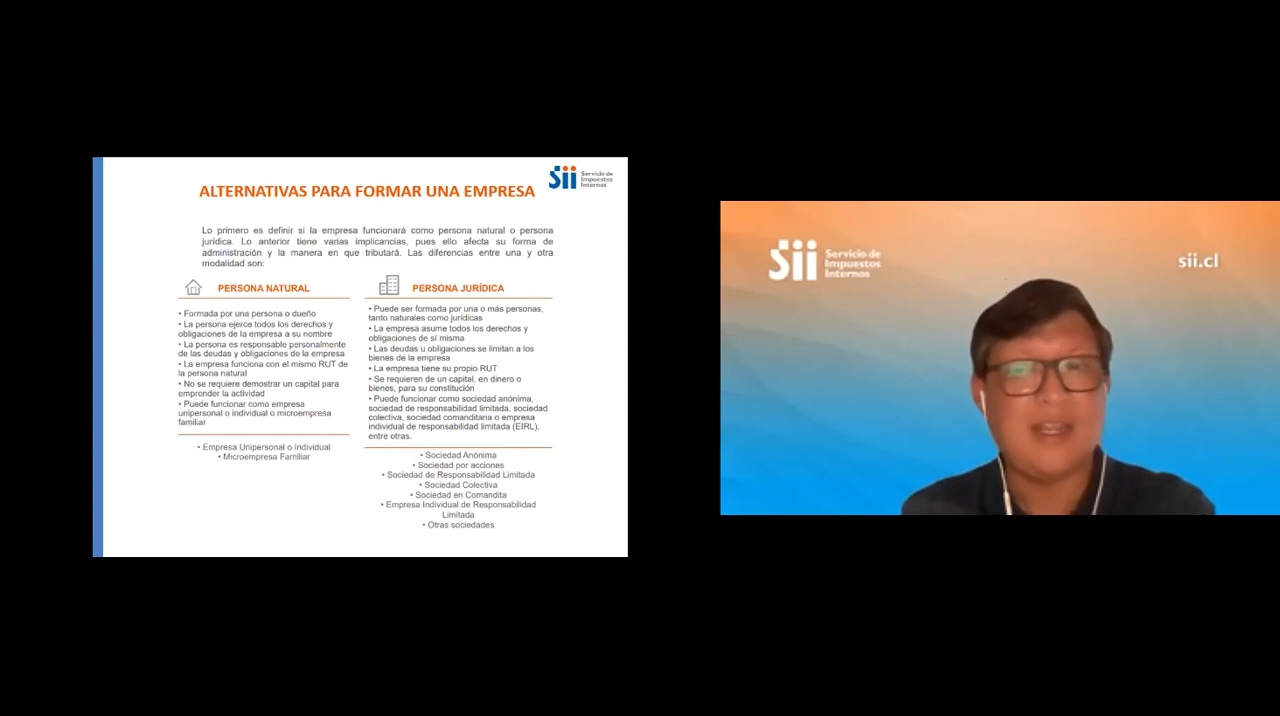 ALTERNATIVAS PARA FORMAR UNA EMPRESA
Sii Servicio de
Impuestos
Internos
Lo primero es definir si la empresa funcionará como persona natural o persona
jurídica. Lo anterior tiene varias implicancias, pues ello afecta su forma de
administración y la manera en que tributará. Las diferencias entre una y otra
modalidad son:
PERSONA NATURAL
• Formada por una persona o dueño
• La persona ejerce todos los derechos y
obligaciones de la empresa a su nombre
• La persona es responsable personalmente
de las deudas y obligaciones de la empresa
• La empresa funciona con el mismo RUT de
la persona natural
• No se requiere demostrar un capital para
emprender la actividad
• Puede funcionar como empresa
unipersonal o individual o microempresa
familiar
• Empresa Unipersonal o Individual
• Microempresa Familiar
PERSONA JURÍDICA
• Puede ser formada por una o más personas,
tanto naturales como jurídicas
• La empresa asume todos los derechos y
obligaciones de sí misma
• Las deudas u obligaciones se limitan a los
bienes de la empresa
• La empresa tiene su propio RUT
• Se requieren de un capital, en dinero o
bienes, para su constitución
• Puede funcionar como sociedad anónima,
sociedad de responsabilidad limitada, sociedad
colectiva, sociedad comanditaria o empresa
individual de responsabilidad limitada (EIRL),
entre otras.
• Sociedad Anónima
• Sociedad por acciones
• Sociedad de Responsabilidad Limitada
• Sociedad Colectiva
• Sociedad en Comandita
• Empresa Individual de Responsabilidad
Limitada
• Otras sociedades
Sii Servicio de
Impuestos
Internos
sii.cl